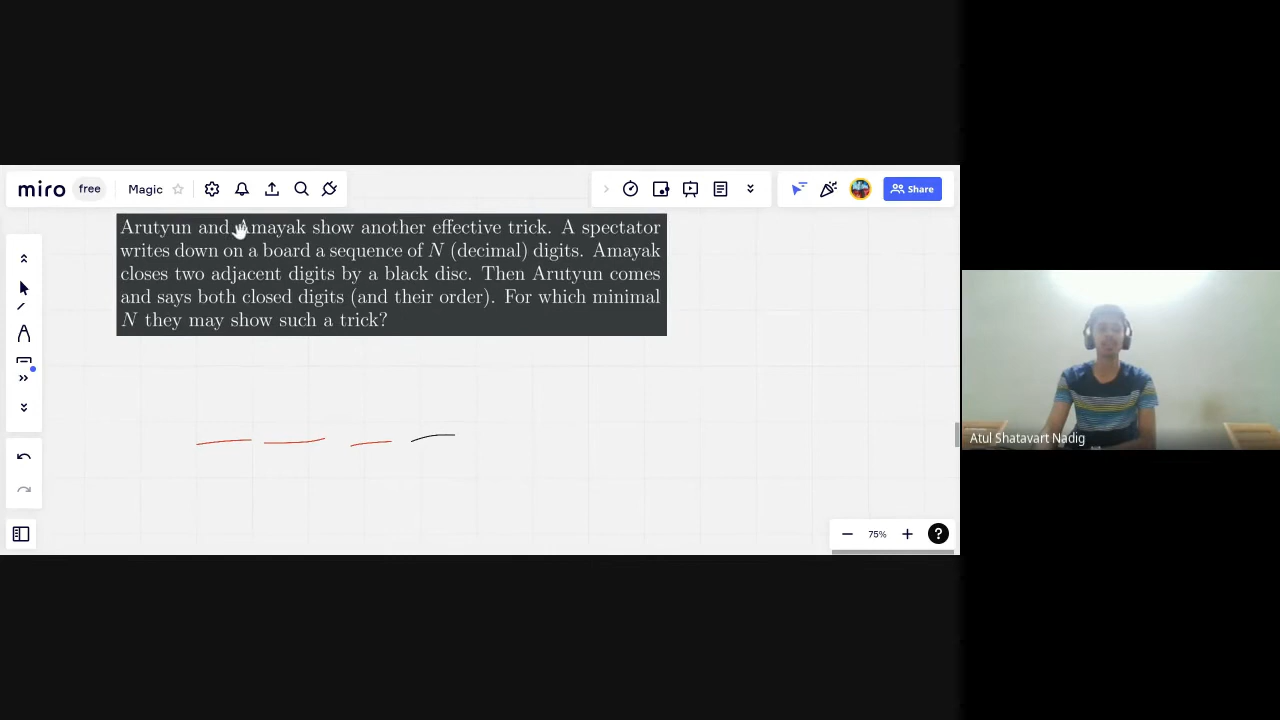 miro free Magic Share
Arutyun and Amayak show another effective trick. A spectator
writes down on a board a sequence of N (decimal) digits. Amayak
closes two adjacent digits by a black disc. Then Arutyun comes
and says both closed digits (and their order). For which minimal
N they may show such a trick?
Atul Shatavart Nadig
75% ?